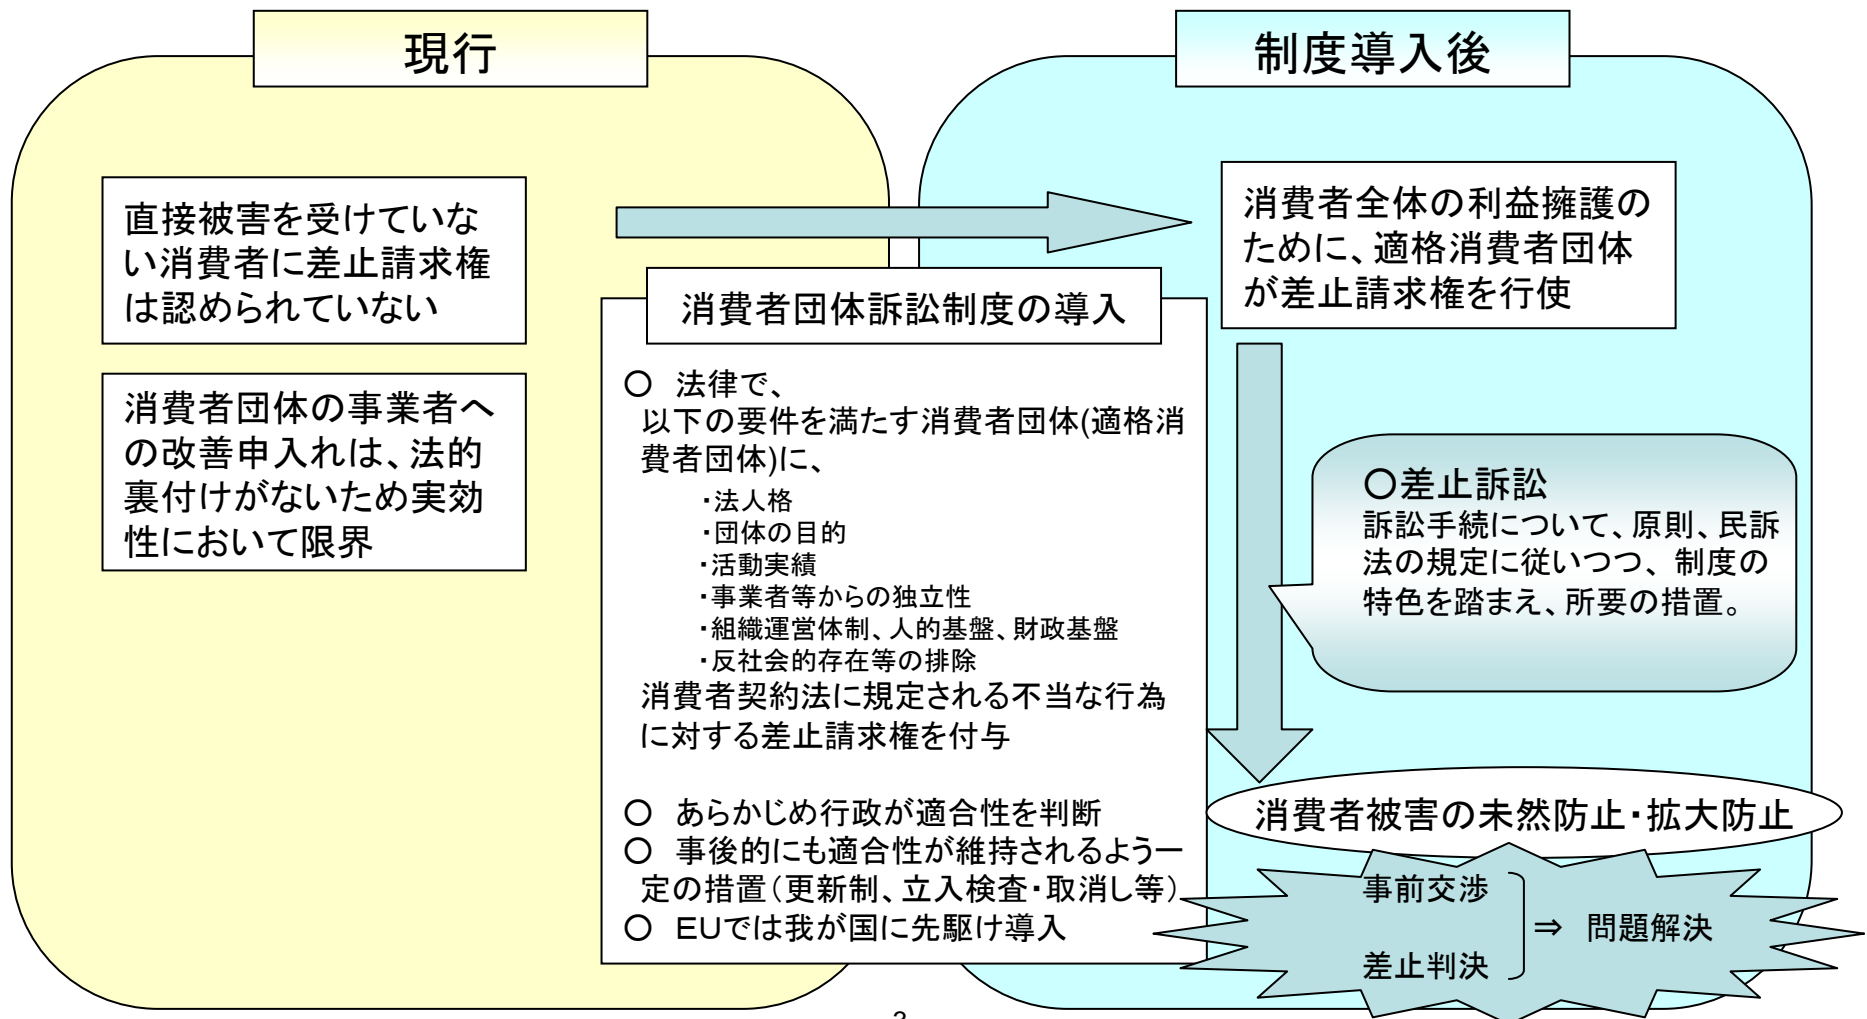 現行
直接被害を受けていな
い消費者に差止請求権
は認められていない
消費者団体の事業者へ
の改善申入れは、法的
裏付けがないため実効
性において限界
消費者団体訴訟制度の導入
○ 法律で、
以下の要件を満たす消費者団体(適格消
費者団体)に、
・法人格
・団体の目的
・活動実績
・事業者等からの独立性
・組織運営体制、人的基盤、財政基盤
・反社会的存在等の排除
消費者契約法に規定される不当な行為
に対する差止請求権を付与
○ あらかじめ行政が適合性を判断
○ 事後的にも適合性が維持されるよう一
定の措置（更新制、立入検査・取消し等）
○ ＥＵでは我が国に先駆け導入
制度導入後
消費者全体の利益擁護の
ために、適格消費者団体
が差止請求権を行使
○差止訴訟
訴訟手続について、原則、民訴
法の規定に従いつつ、制度の
特色を踏まえ、所要の措置。
消費者被害の未然防止・拡大防止
事前交渉
⇒ 問題解決
差止判決